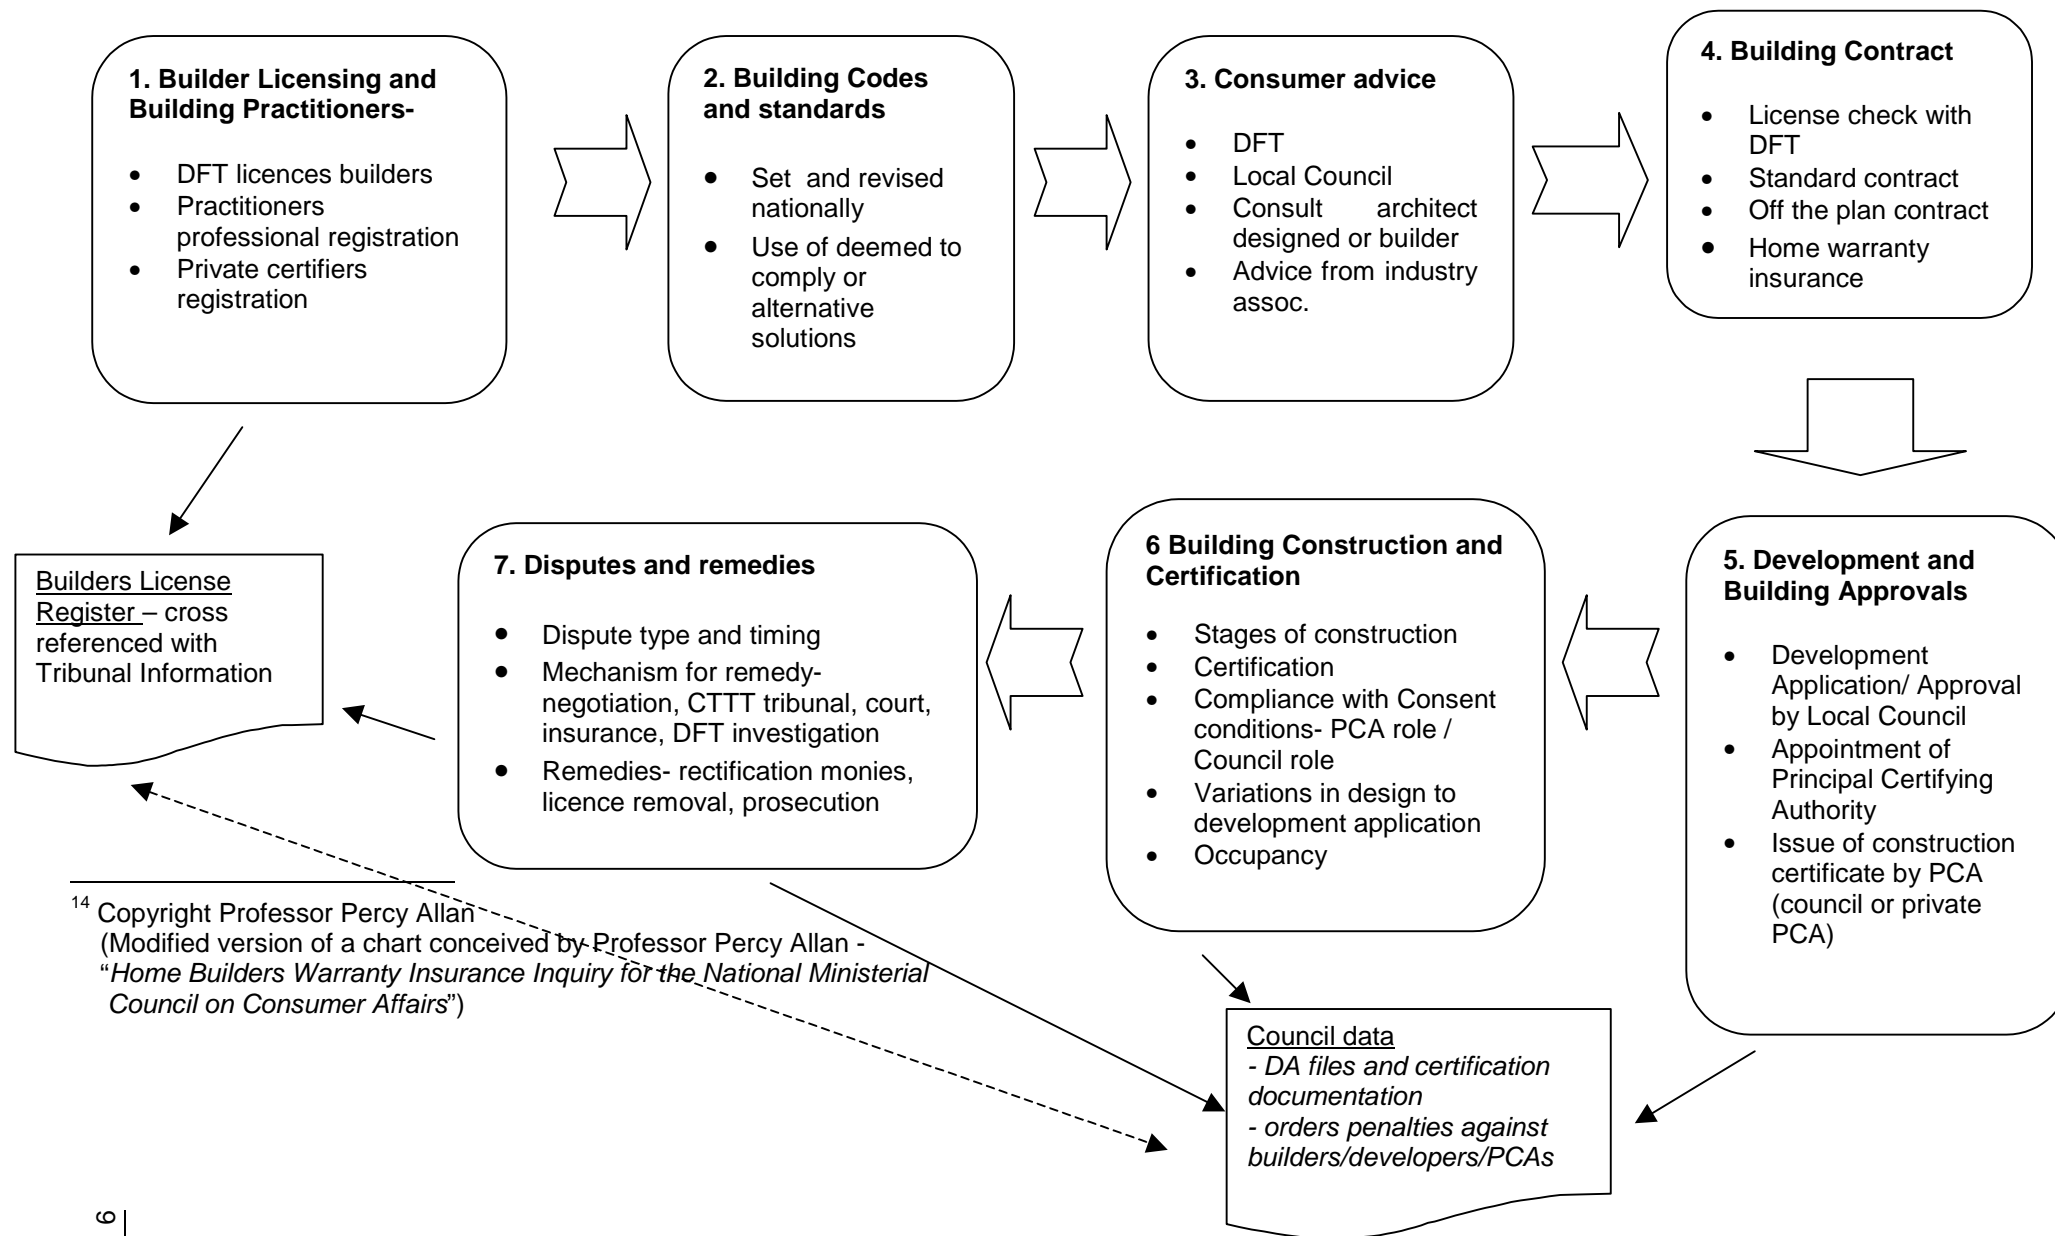 1. Builder Licensing and
Building Practitioners-
• DFT licences builders
• Practitioners
professional registration
• Private certifiers
registration
2. Building Codes
and standards
• Set and revised
nationally
• Use of deemed to
comply or
alternative
solutions
3. Consumer advice
• DFT
• Local Council
• Consult architect
designed or builder
• Advice from industry
assoc.
4. Building Contract
• License check with
DFT
• Standard contract
• Off the plan contract
• Home warranty
insurance
5. Development and
Building Approvals
• Development
Application/ Approval
by Local Council
• Appointment of
Principal Certifying
Authority
• Issue of construction
certificate by PCA
(council or private
PCA)
6 Building Construction and
Certification
• Stages of construction
• Certification
• Compliance with Consent
conditions- PCA role /
Council role
• Variations in design to
development application
• Occupancy
7. Disputes and remedies
• Dispute type and timing
• Mechanism for remedy-
negotiation, CTTT tribunal, court,
insurance, DFT investigation
• Remedies- rectification monies,
licence removal, prosecution
Builders License
Register – cross
referenced with
Tribunal Information
Council data
- DA files and certification
documentation
- orders penalties against
builders/developers/PCAs
14 Copyright Professor Percy Allan
(Modified version of a chart conceived by Professor Percy Allan -
“Home Builders Warranty Insurance Inquiry for the National Ministerial
Council on Consumer Affairs”)
9